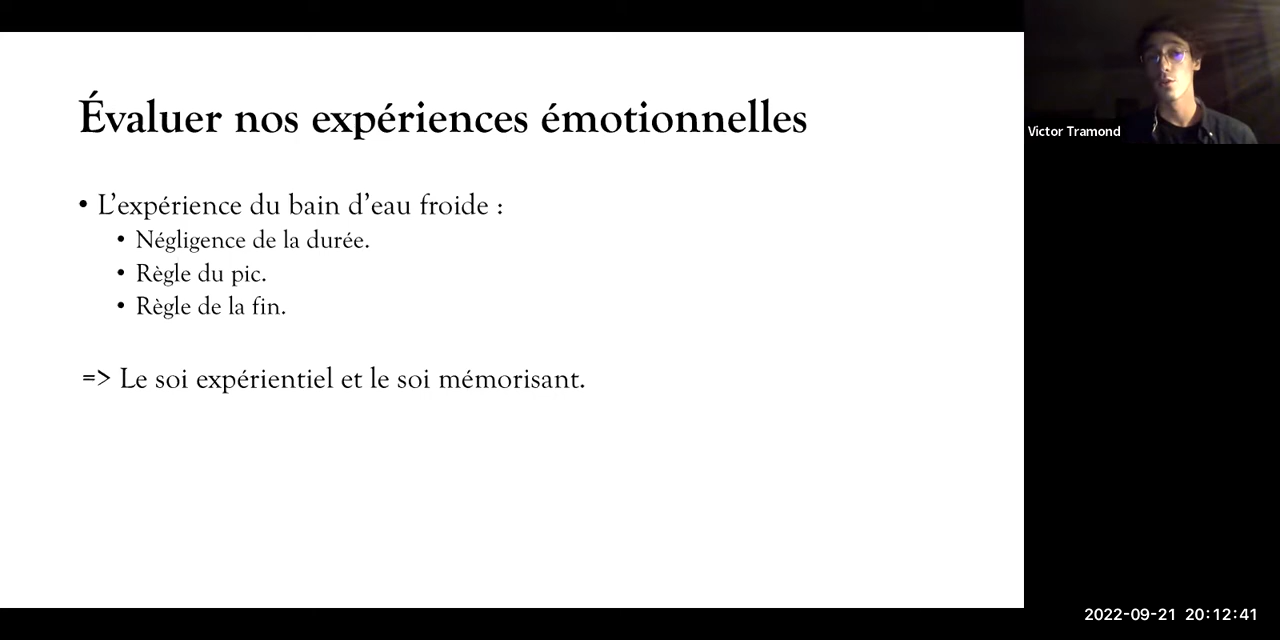 Évaluer nos expériences émotionnelles
• L’expérience du bain d’eau froide :
• Négligence de la durée.
• Règle du pic.
• Règle de la fin.
=> Le soi expérientiel et le soi mémorisant.
Victor Tramond
2022-09-21 20:12:41